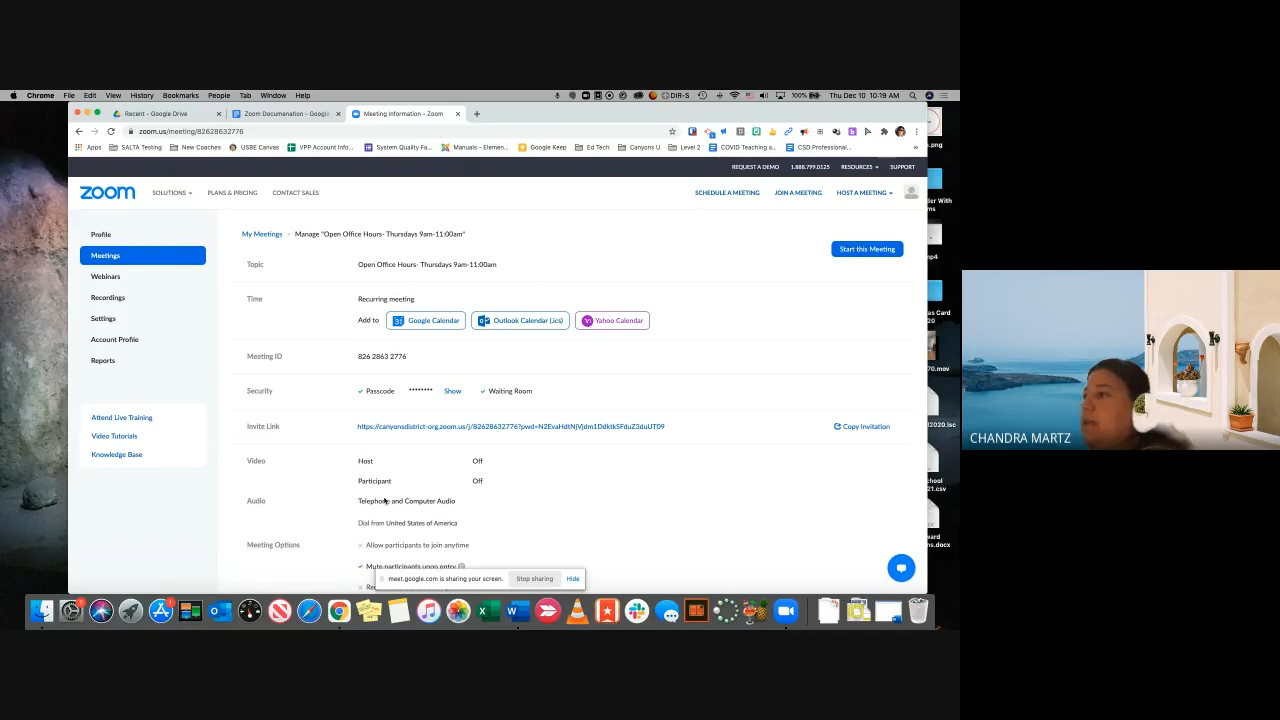 Chrome File Edit View History Bookmarks People Tab Window Help DIR-S 100% Thu Dec 10 10:19 AM
Recent - Google Drive Zoom Documenation - Google Meeting Information - Zoom
zoom.us/meeting/82628632776
Apps SALTA Testing New Coaches USBE Canvas VPP Account Info... System Quality Fa... Manuals - Elemen... Google Keep Ed Tech Canyons U Level 2 COVID Teaching a... CSD Professional...
REQUEST A DEMO 1.888.799.0125 RESOURCES SUPPORT
zoom SOLUTIONS PLANS & PRICING CONTACT SALES SCHEDULE A MEETING JOIN A MEETING HOST A MEETING
Profile
Meetings
Webinars
Recordings
Settings
Account Profile
Reports
Attend Live Training
Video Tutorials
Knowledge Base
My Meetings Manage "Open Office Hours- Thursdays 9am-11:00am"
Start this Meeting
Topic Open Office Hours- Thursdays 9am-11:00am
Time Recurring meeting
Add to Google Calendar Outlook Calendar (.ics) Yahoo Calendar
Meeting ID 826 2863 2776
Security Passcode ******** Show Waiting Room
Invite Link Copy Invitation
Video Host Off
Participant Off
Audio Telephone and Computer Audio
Dial from United States of America
Meeting Options Allow participants to join anytime
Mute participants upon entry
meet.google.com is sharing your screen. Stop sharing Hide
CHANDRA MARTZ